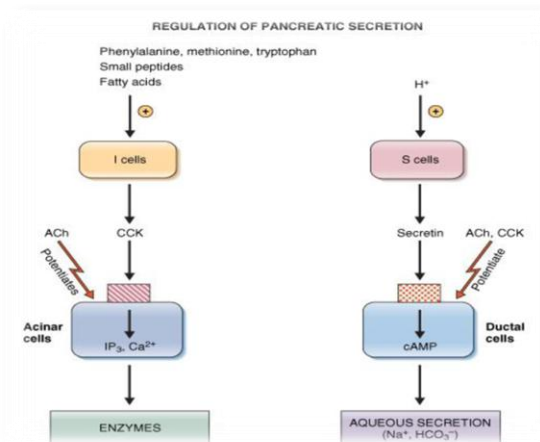 REGULATION OF PANCREATIC SECRETION
Phenylalanine, methionine, tryptophan
Small peptides
Fatty acids
+
I cells
ACh
CCK
Potentiates
Acinar
cells
IP₃, Ca²⁺
ENZYMES
H⁺
+
S cells
Secretin
ACh, CCK
Potentiate
Ductal
cells
cAMP
AQUEOUS SECRETION
(Na⁺, HCO₃⁻)